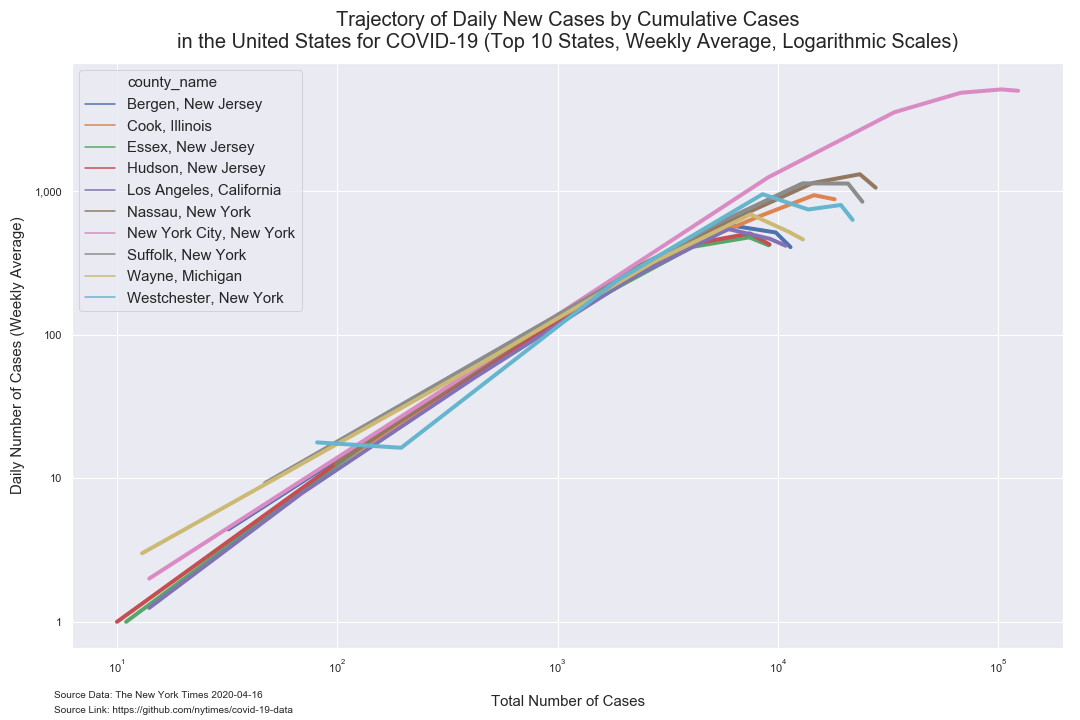 Trajectory of Daily New Cases by Cumulative Cases
in the United States for COVID-19 (Top 10 States, Weekly Average, Logarithmic Scales)
county_name
Bergen, New Jersey
Cook, Illinois
Essex, New Jersey
Hudson, New Jersey
Los Angeles, California
Nassau, New York
New York City, New York
Suffolk, New York
Wayne, Michigan
Westchester, New York
Daily Number of Cases (Weekly Average)
1,000
100
10
1
10¹
10²
10³
10⁴
10⁵
Total Number of Cases
Source Data: The New York Times 2020-04-16
Source Link: https://github.com/nytimes/covid-19-data